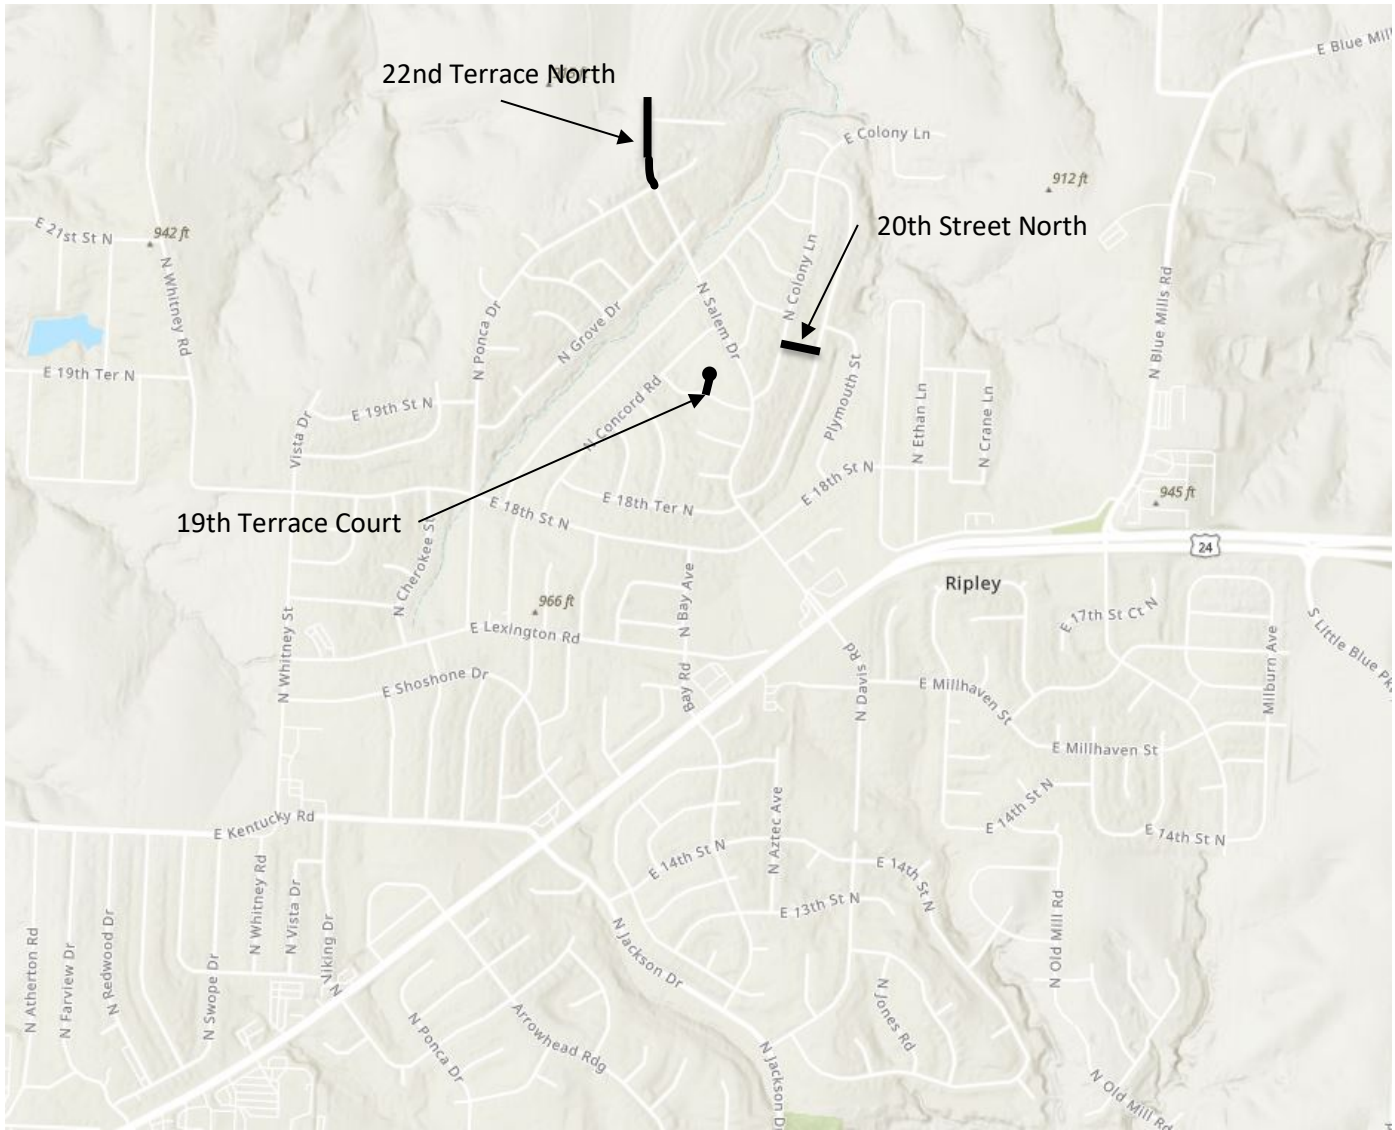 E Blue Mill
22nd Terrace North
E Colony Ln
912 ft
20th Street North
E 21st St N
942 ft
N Whitney Rd
N Colony Ln
N Blue Mills Rd
N Salem Dr
N Ponca Dr
N Grove Dr
E 19th Ter N
E 19th St N
N Concord Rd
Plymouth St
N Ethan Ln
N Crane Ln
Vista Dr
E 18th St N
945 ft
E 18th Ter N
E 18th St N
19th Terrace Court
24
N Cherokee St
N Bay Ave
Ripley
966 ft
E 17th St Ct N
E Lexington Rd
N Whitney St
S Little Blue Pk
E Shoshone Dr
Bay Rd
N Davis Rd
E Millhaven St
Milburn Ave
E Millhaven St
E Kentucky Rd
N Aztec Ave
E 14th St N
E 14th St N
E 14th St N
E 14th St N
E 13th St N
N Atherton Rd
N Farview Dr
N Redwood Dr
N Swope Dr
N Whitney Rd
N Vista Dr
N Viking Dr
N Jackson Dr
N Old Mill Rd
N Ponca Dr
Arrowhead Rdg
N Jones Rd
N Jackson D
N Old Mill Rd